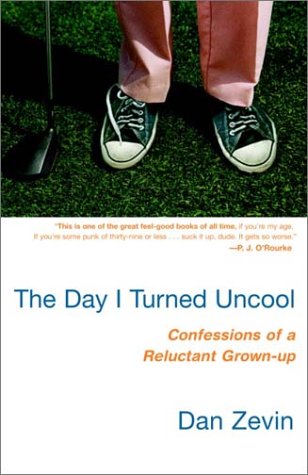 "This is one of the great feel-good books of all time, if you're my age.
If you're some punk of thirty-nine or less . . . suck it up, dude. It gets so worse."
—P. J. O'Rourke
The Day I Turned Uncool
Confessions of a
Reluctant Grown-up
Dan Zevin